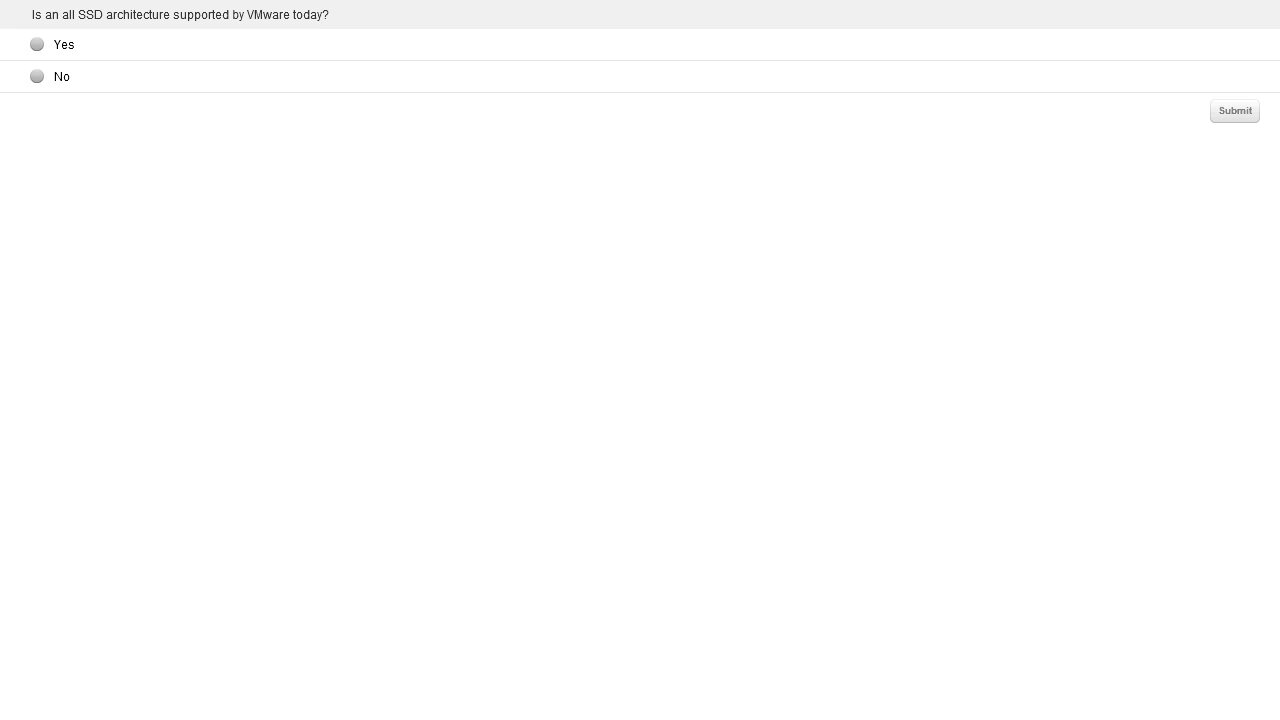 Is an all SSD architecture supported by VMware today?
Yes
No
Submit